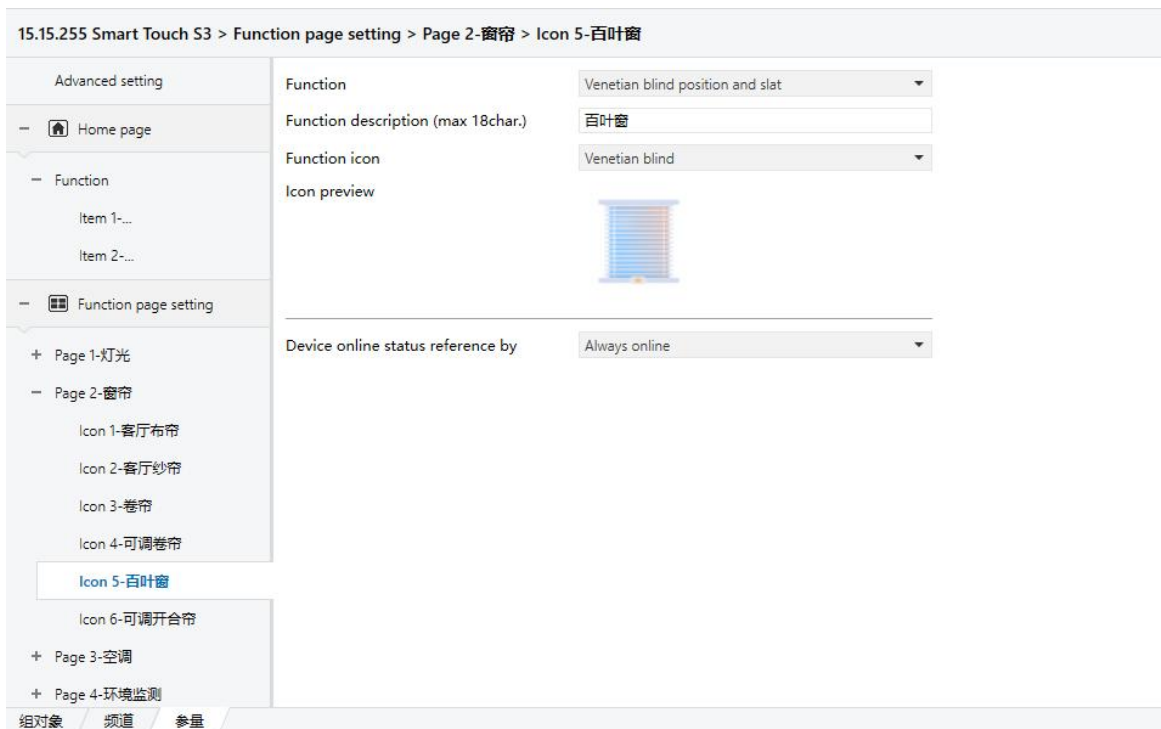 15.15.255 Smart Touch S3 > Function page setting > Page 2-窗帘 > Icon 5-百叶窗
Advanced setting
Home page
Function
Item 1-...
Item 2-...
Function page setting
Page 1-灯光
Page 2-窗帘
Icon 1-客厅布帘
Icon 2-客厅纱帘
Icon 3-卷帘
Icon 4-可调卷帘
Icon 5-百叶窗
Icon 6-可调开合帘
Page 3-空调
Page 4-环境监测
Function
Venetian blind position and slat
Function description (max 18char.)
百叶窗
Function icon
Venetian blind
Icon preview
Device online status reference by
Always online
组对象
频道
参量